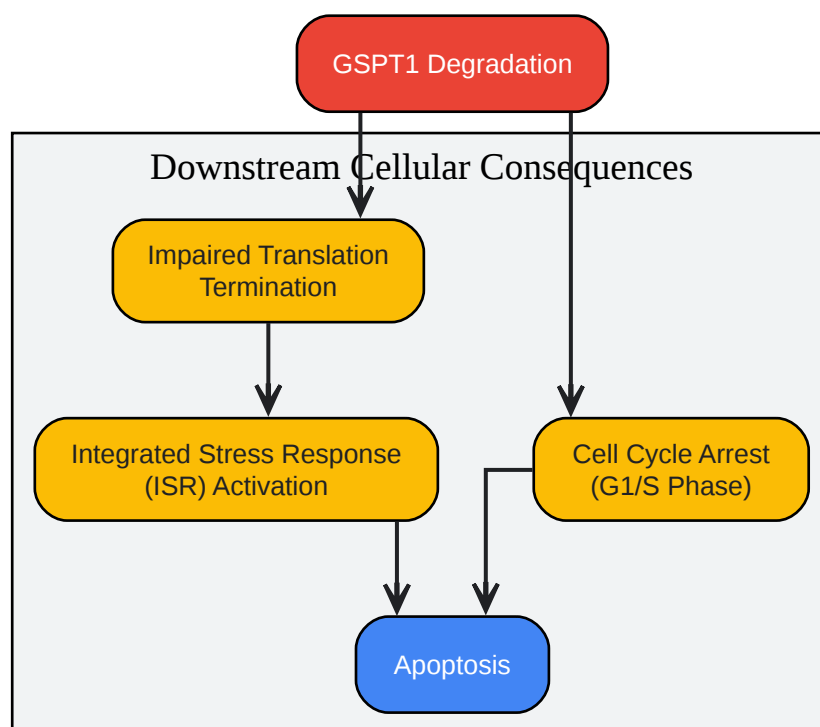 GSPT1 Degradation
Downstream Cellular Consequences
Impaired Translation
Termination
Integrated Stress Response
(ISR) Activation
Cell Cycle Arrest
(G1/S Phase)
Apoptosis